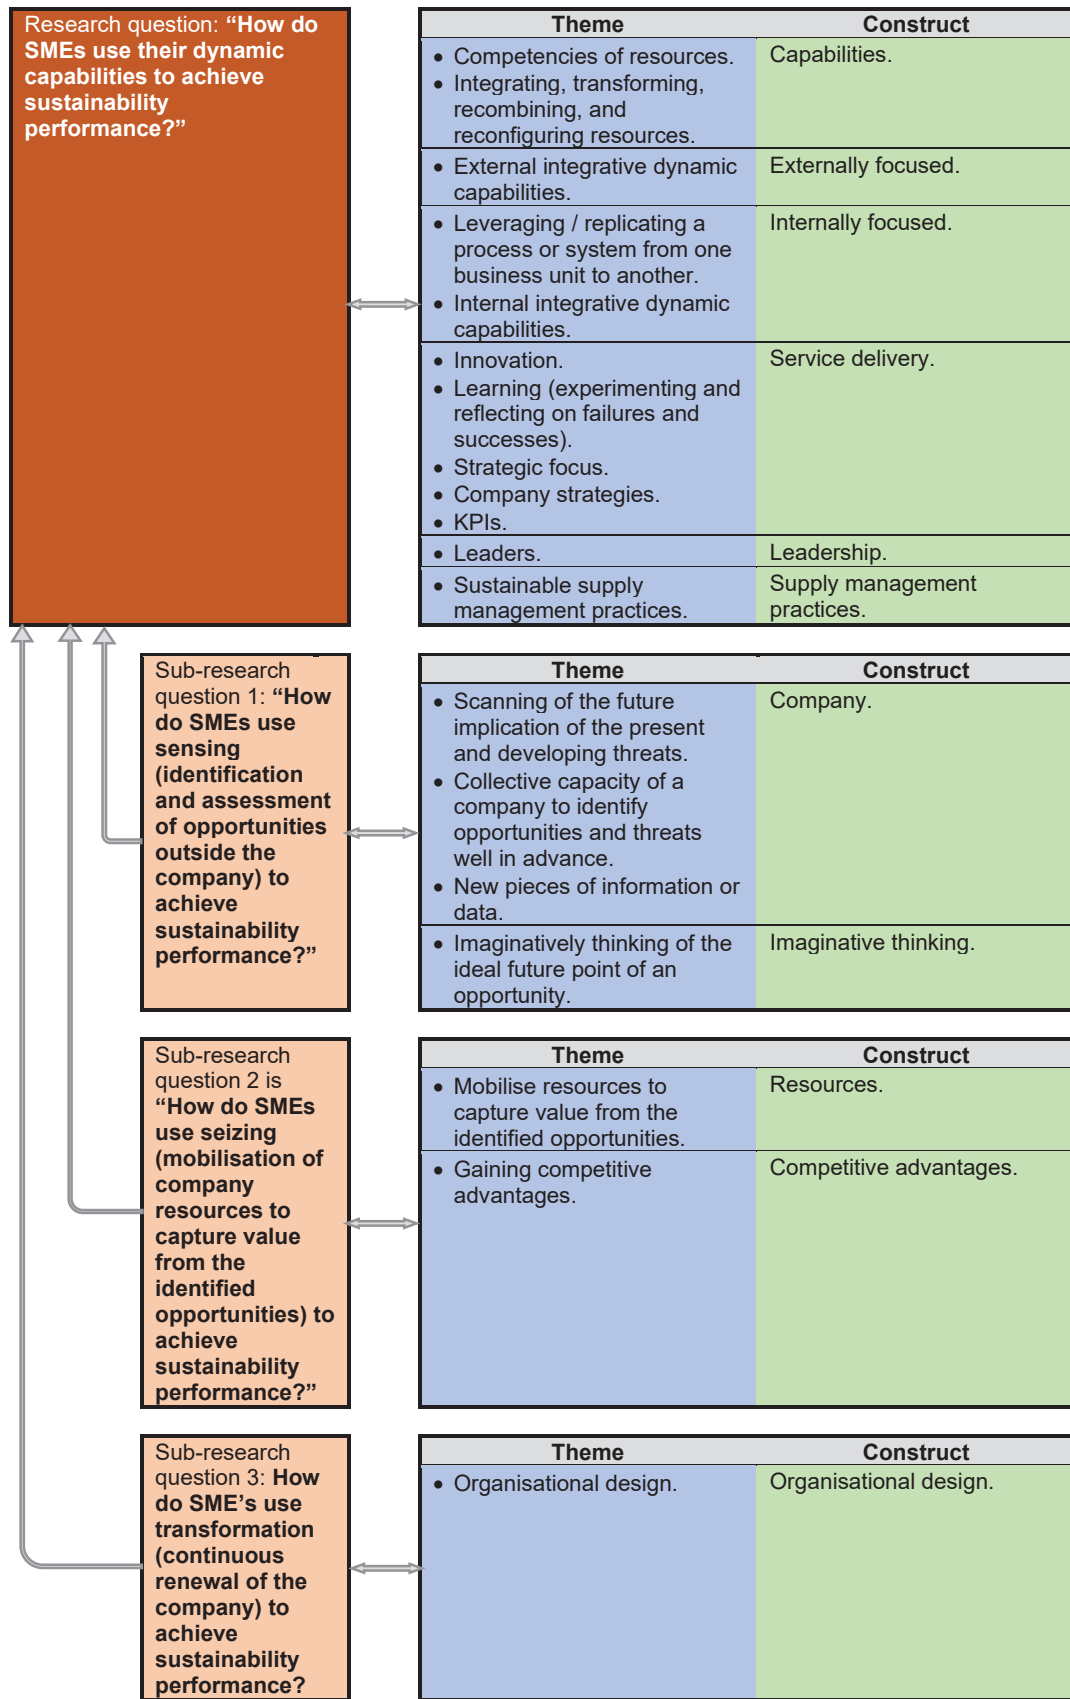 Research question: “How do
SMEs use their dynamic
capabilities to achieve
sustainability
performance?”
Theme
Construct
• Competencies of resources.
• Integrating, transforming,
recombining, and
reconfiguring resources.
Capabilities.
• External integrative dynamic
capabilities.
Externally focused.
• Leveraging / replicating a
process or system from one
business unit to another.
• Internal integrative dynamic
capabilities.
Internally focused.
• Innovation.
• Learning (experimenting and
reflecting on failures and
successes).
• Strategic focus.
• Company strategies.
• KPIs.
Service delivery.
• Leaders.
Leadership.
• Sustainable supply
management practices.
Supply management
practices.
Sub-research
question 1: “How
do SMEs use
sensing
(identification
and assessment
of opportunities
outside the
company) to
achieve
sustainability
performance?”
Theme
Construct
• Scanning of the future
implication of the present
and developing threats.
• Collective capacity of a
company to identify
opportunities and threats
well in advance.
• New pieces of information or
data.
Company.
• Imaginatively thinking of the
ideal future point of an
opportunity.
Imaginative thinking.
Sub-research
question 2 is
“How do SMEs
use seizing
(mobilisation of
company
resources to
capture value
from the
identified
opportunities) to
achieve
sustainability
performance?”
Theme
Construct
• Mobilise resources to
capture value from the
identified opportunities.
Resources.
• Gaining competitive
advantages.
Competitive advantages.
Sub-research
question 3: How
do SME’s use
transformation
(continuous
renewal of the
company) to
achieve
sustainability
performance?
Theme
Construct
• Organisational design.
Organisational design.